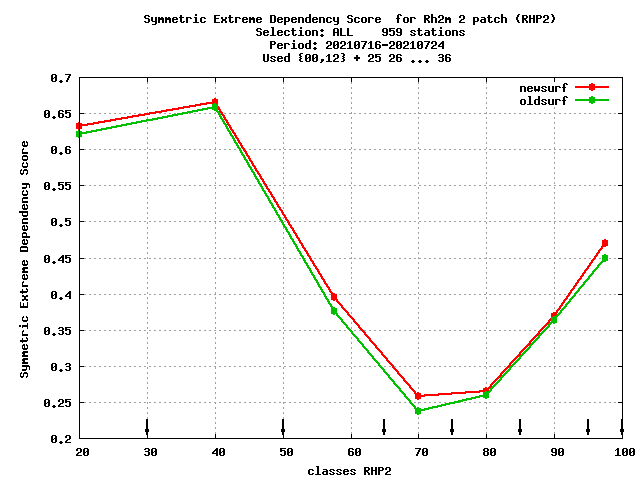 Symmetric Extreme Dependency Score  for Rh2m 2 patch (RHP2)
Selection: ALL    959 stations
Period: 20210716-20210724
Used {00,12} + 25 26 ... 36
newsurf
oldsurf
0.7
0.65
0.6
0.55
0.5
0.45
0.4
0.35
0.3
0.25
0.2
Symmetric Extreme Dependency Score
20 30 40 50 60 70 80 90 100
classes RHP2